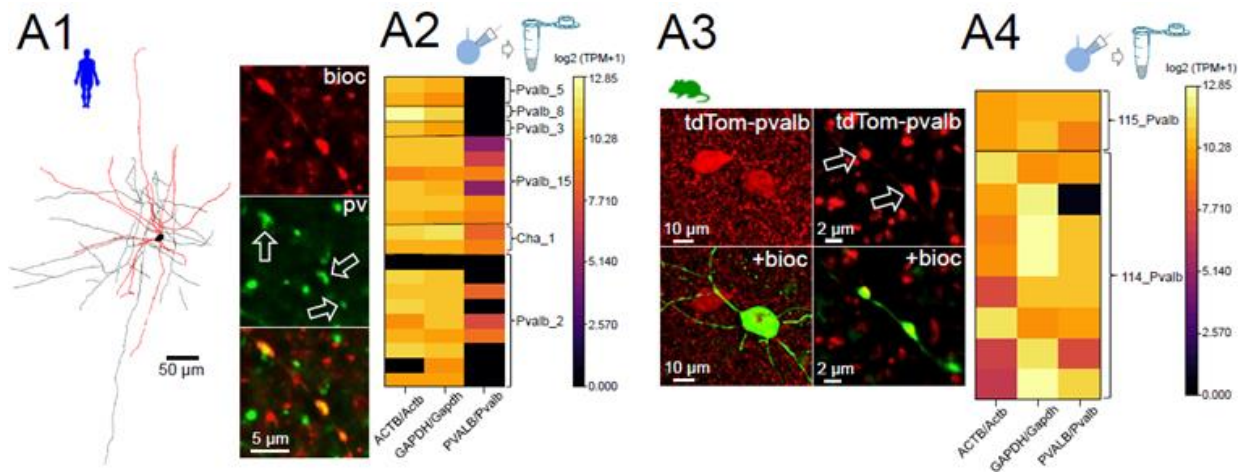 A1
50 µm
bioc
pv
5 µm
A2
log2 (TPM+1)
12.85
10.28
7.710
5.140
2.570
0.000
Pvalb_5
Pvalb_8
Pvalb_3
Pvalb_15
Cha_1
Pvalb_2
ACTB/Actb
GAPDH/Gapdh
PVALB/Pvalb
A3
tdTom-pvalb
10 µm
tdTom-pvalb
2 µm
+bioc
10 µm
+bioc
2 µm
A4
log2 (TPM+1)
12.85
10.28
7.710
5.140
2.570
0.000
115_Pvalb
114_Pvalb
ACTB/Actb
GAPDH/Gapdh
PVALB/Pvalb